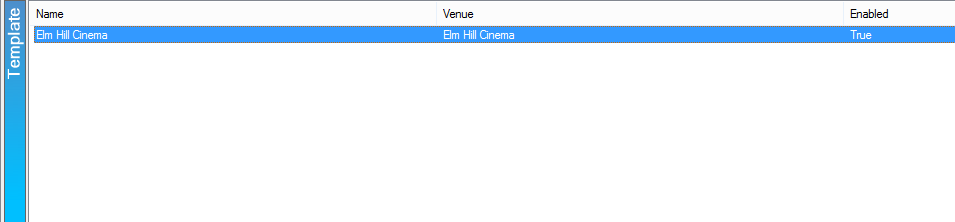 Template
Name Venue Enabled
Elm Hill Cinema Elm Hill Cinema True